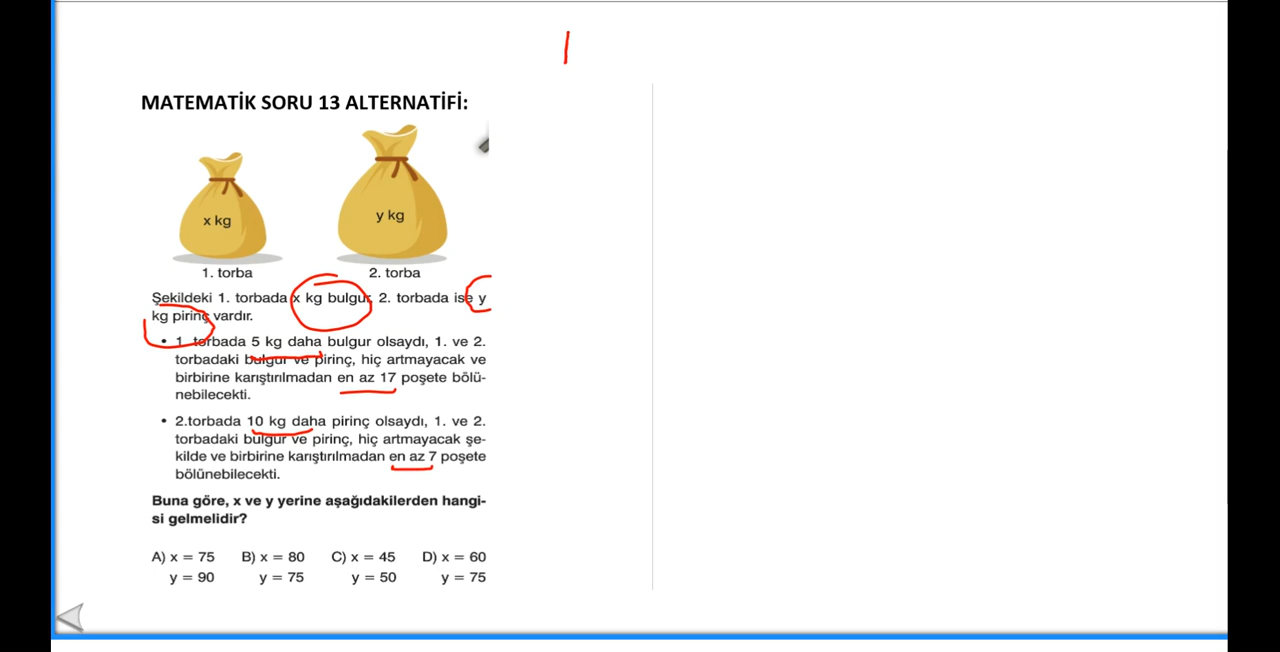 MATEMATİK SORU 13 ALTERNATİFİ:
x kg
y kg
1. torba
2. torba
Şekildeki 1. torbada x kg bulgur, 2. torbada ise y
kg pirinç vardır.
• 1. torbada 5 kg daha bulgur olsaydı, 1. ve 2.
torbadaki bulgur ve pirinç, hiç artmayacak ve
birbirine karıştırılmadan en az 17 poşete bölü-
nebilecekti.
• 2.torbada 10 kg daha pirinç olsaydı, 1. ve 2.
torbadaki bulgur ve pirinç, hiç artmayacak şe-
kilde ve birbirine karıştırılmadan en az 7 poşete
bölünebilecekti.
Buna göre, x ve y yerine aşağıdakilerden hangi-
si gelmelidir?
A) x = 75 B) x = 80 C) x = 45 D) x = 60
y = 90 y = 75 y = 50 y = 75